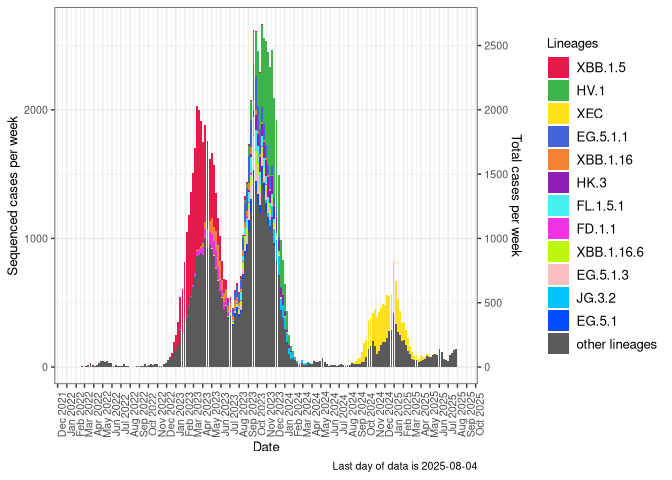 Sequenced cases per week
2000
1000
0
2500
2000
1500
1000
500
0
Total cases per week
Dec 2021
Jan 2022
Feb 2022
Mar 2022
Apr 2022
May 2022
Jun 2022
Jul 2022
Aug 2022
Sep 2022
Oct 2022
Nov 2022
Dec 2022
Jan 2023
Feb 2023
Mar 2023
Apr 2023
May 2023
Jun 2023
Jul 2023
Aug 2023
Sep 2023
Oct 2023
Nov 2023
Dec 2023
Jan 2024
Feb 2024
Mar 2024
Apr 2024
May 2024
Jun 2024
Jul 2024
Aug 2024
Sep 2024
Oct 2024
Nov 2024
Dec 2024
Jan 2025
Feb 2025
Mar 2025
Apr 2025
May 2025
Jun 2025
Jul 2025
Aug 2025
Sep 2025
Oct 2025
Date
Lineages
XBB.1.5
HV.1
XEC
EG.5.1.1
XBB.1.16
HK.3
FL.1.5.1
FD.1.1
XBB.1.16.6
EG.5.1.3
JG.3.2
EG.5.1
other lineages
Last day of data is 2025-08-04